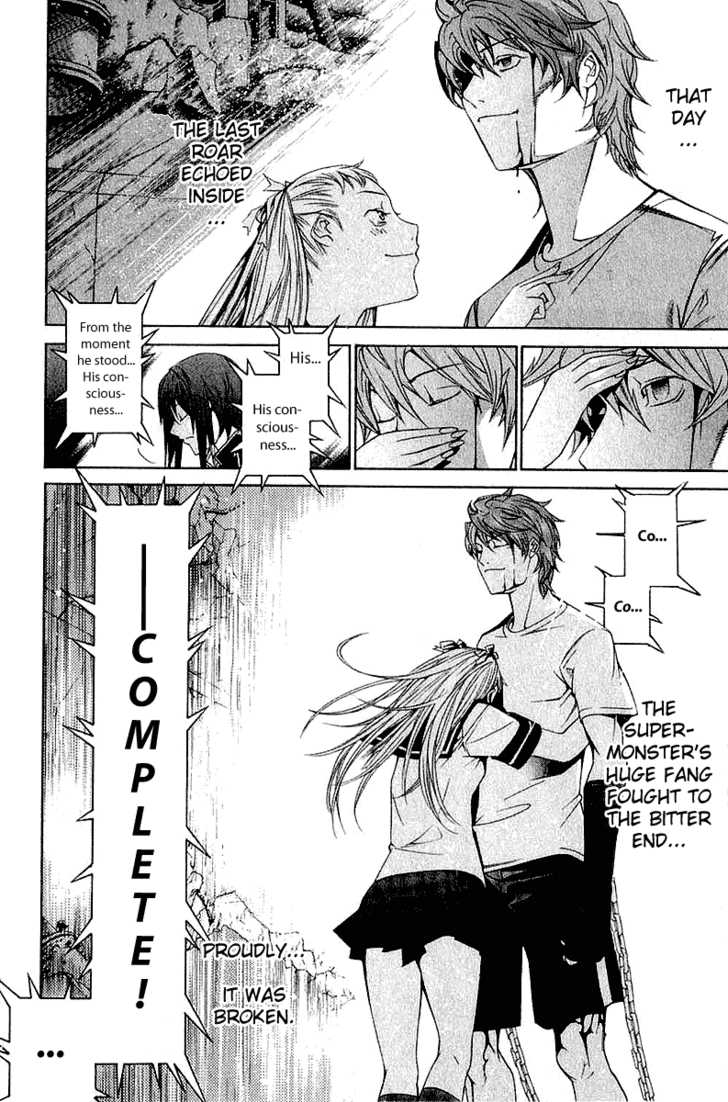 THAT
DAY
...
THE LAST
ROAR
ECHOED
INSIDE
...
His...
His con-
scious-
ness...
From the
moment
he stood...
His con-
scious-
ness...
Co...
Co...
THE
SUPER-
MONSTER'S
HUGE FANG
FOUGHT TO
THE BITTER
END...
—COMPLETE!
PROUDLY...
IT WAS
BROKEN.
...